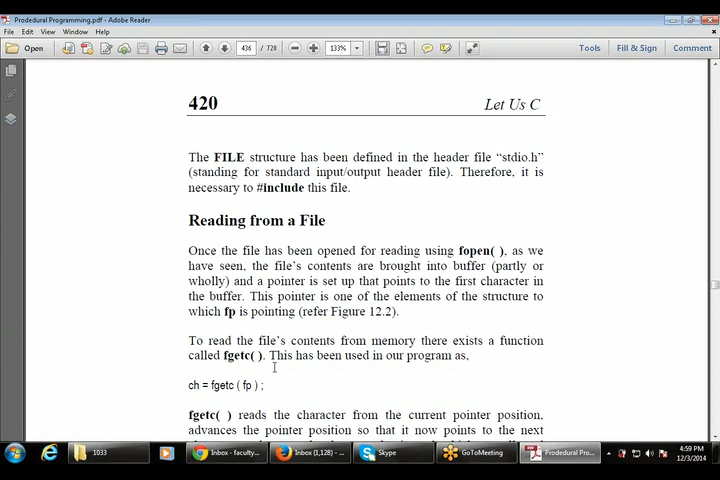 Prodedural Programming.pdf - Adobe Reader
File Edit View Window Help
Open 436 / 728 133% Tools Fill & Sign Comment
420 Let Us C
The FILE structure has been defined in the header file “stdio.h”
(standing for standard input/output header file). Therefore, it is
necessary to #include this file.
Reading from a File
Once the file has been opened for reading using fopen( ), as we
have seen, the file’s contents are brought into buffer (partly or
wholly) and a pointer is set up that points to the first character in
the buffer. This pointer is one of the elements of the structure to
which fp is pointing (refer Figure 12.2).
To read the file’s contents from memory there exists a function
called fgetc( ). This has been used in our program as,
ch = fgetc ( fp ) ;
fgetc( ) reads the character from the current pointer position,
advances the pointer position so that it now points to the next
4:59 PM
1033 Inbox - faculty... Inbox (1,128) - ... Skype GoToMeeting Prodedural Pro...
12/3/2014